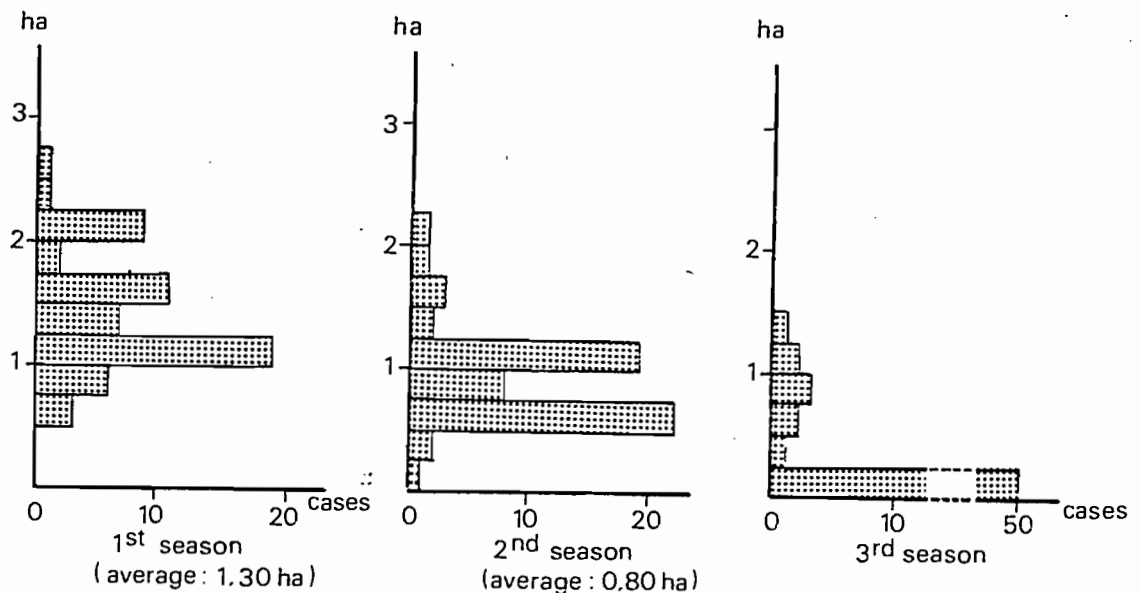 ha
3
2
1
0 10 20 cases
1st season
(average : 1.30 ha)
ha
3
2
1
0 10 20
2nd season
(average : 0.80 ha)
ha
2
1
0 10 50 cases
3rd season